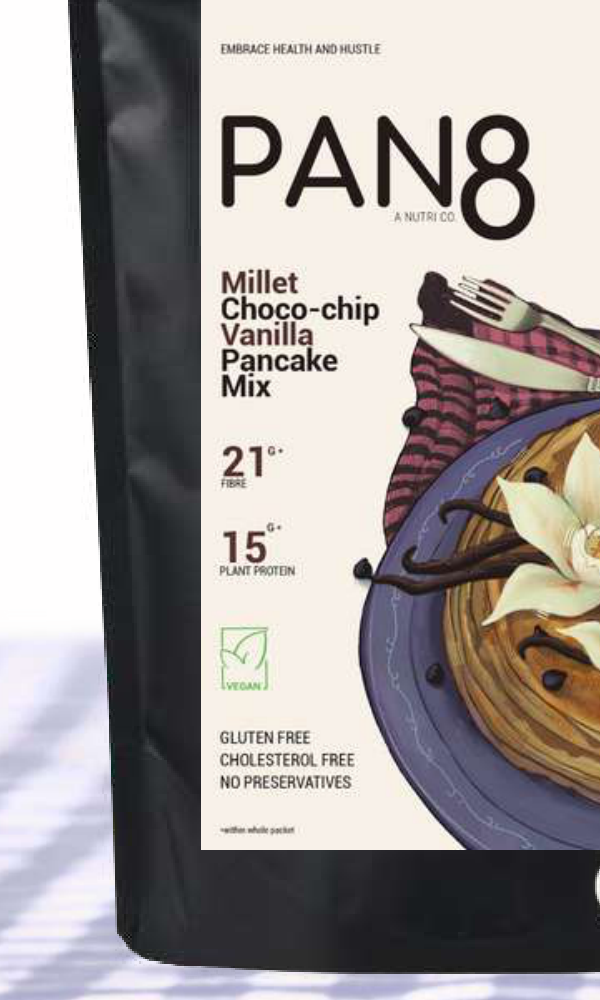 EMBRACE HEALTH AND HUSTLE
PAN8
A NUTRI CO.
Millet
Choco-chip
Vanilla
Pancake
Mix
21G*
FIBRE
15G*
PLANT PROTEIN
VEGAN
GLUTEN FREE
CHOLESTEROL FREE
NO PRESERVATIVES
*within whole packet